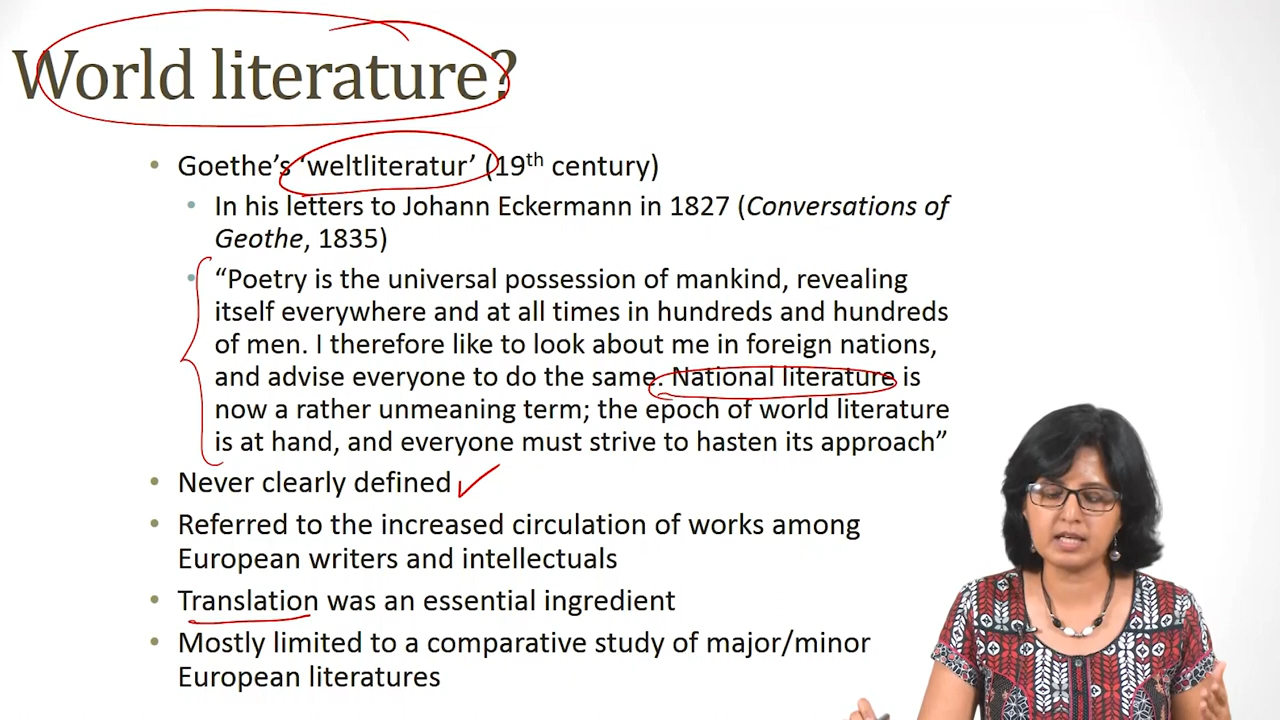 World literature?
• Goethe's 'weltliteratur' (19th century)
• In his letters to Johann Eckermann in 1827 (Conversations of
Geothe, 1835)
• “Poetry is the universal possession of mankind, revealing
itself everywhere and at all times in hundreds and hundreds
of men. I therefore like to look about me in foreign nations,
and advise everyone to do the same. National literature is
now a rather unmeaning term; the epoch of world literature
is at hand, and everyone must strive to hasten its approach”
• Never clearly defined
• Referred to the increased circulation of works among
European writers and intellectuals
• Translation was an essential ingredient
• Mostly limited to a comparative study of major/minor
European literatures